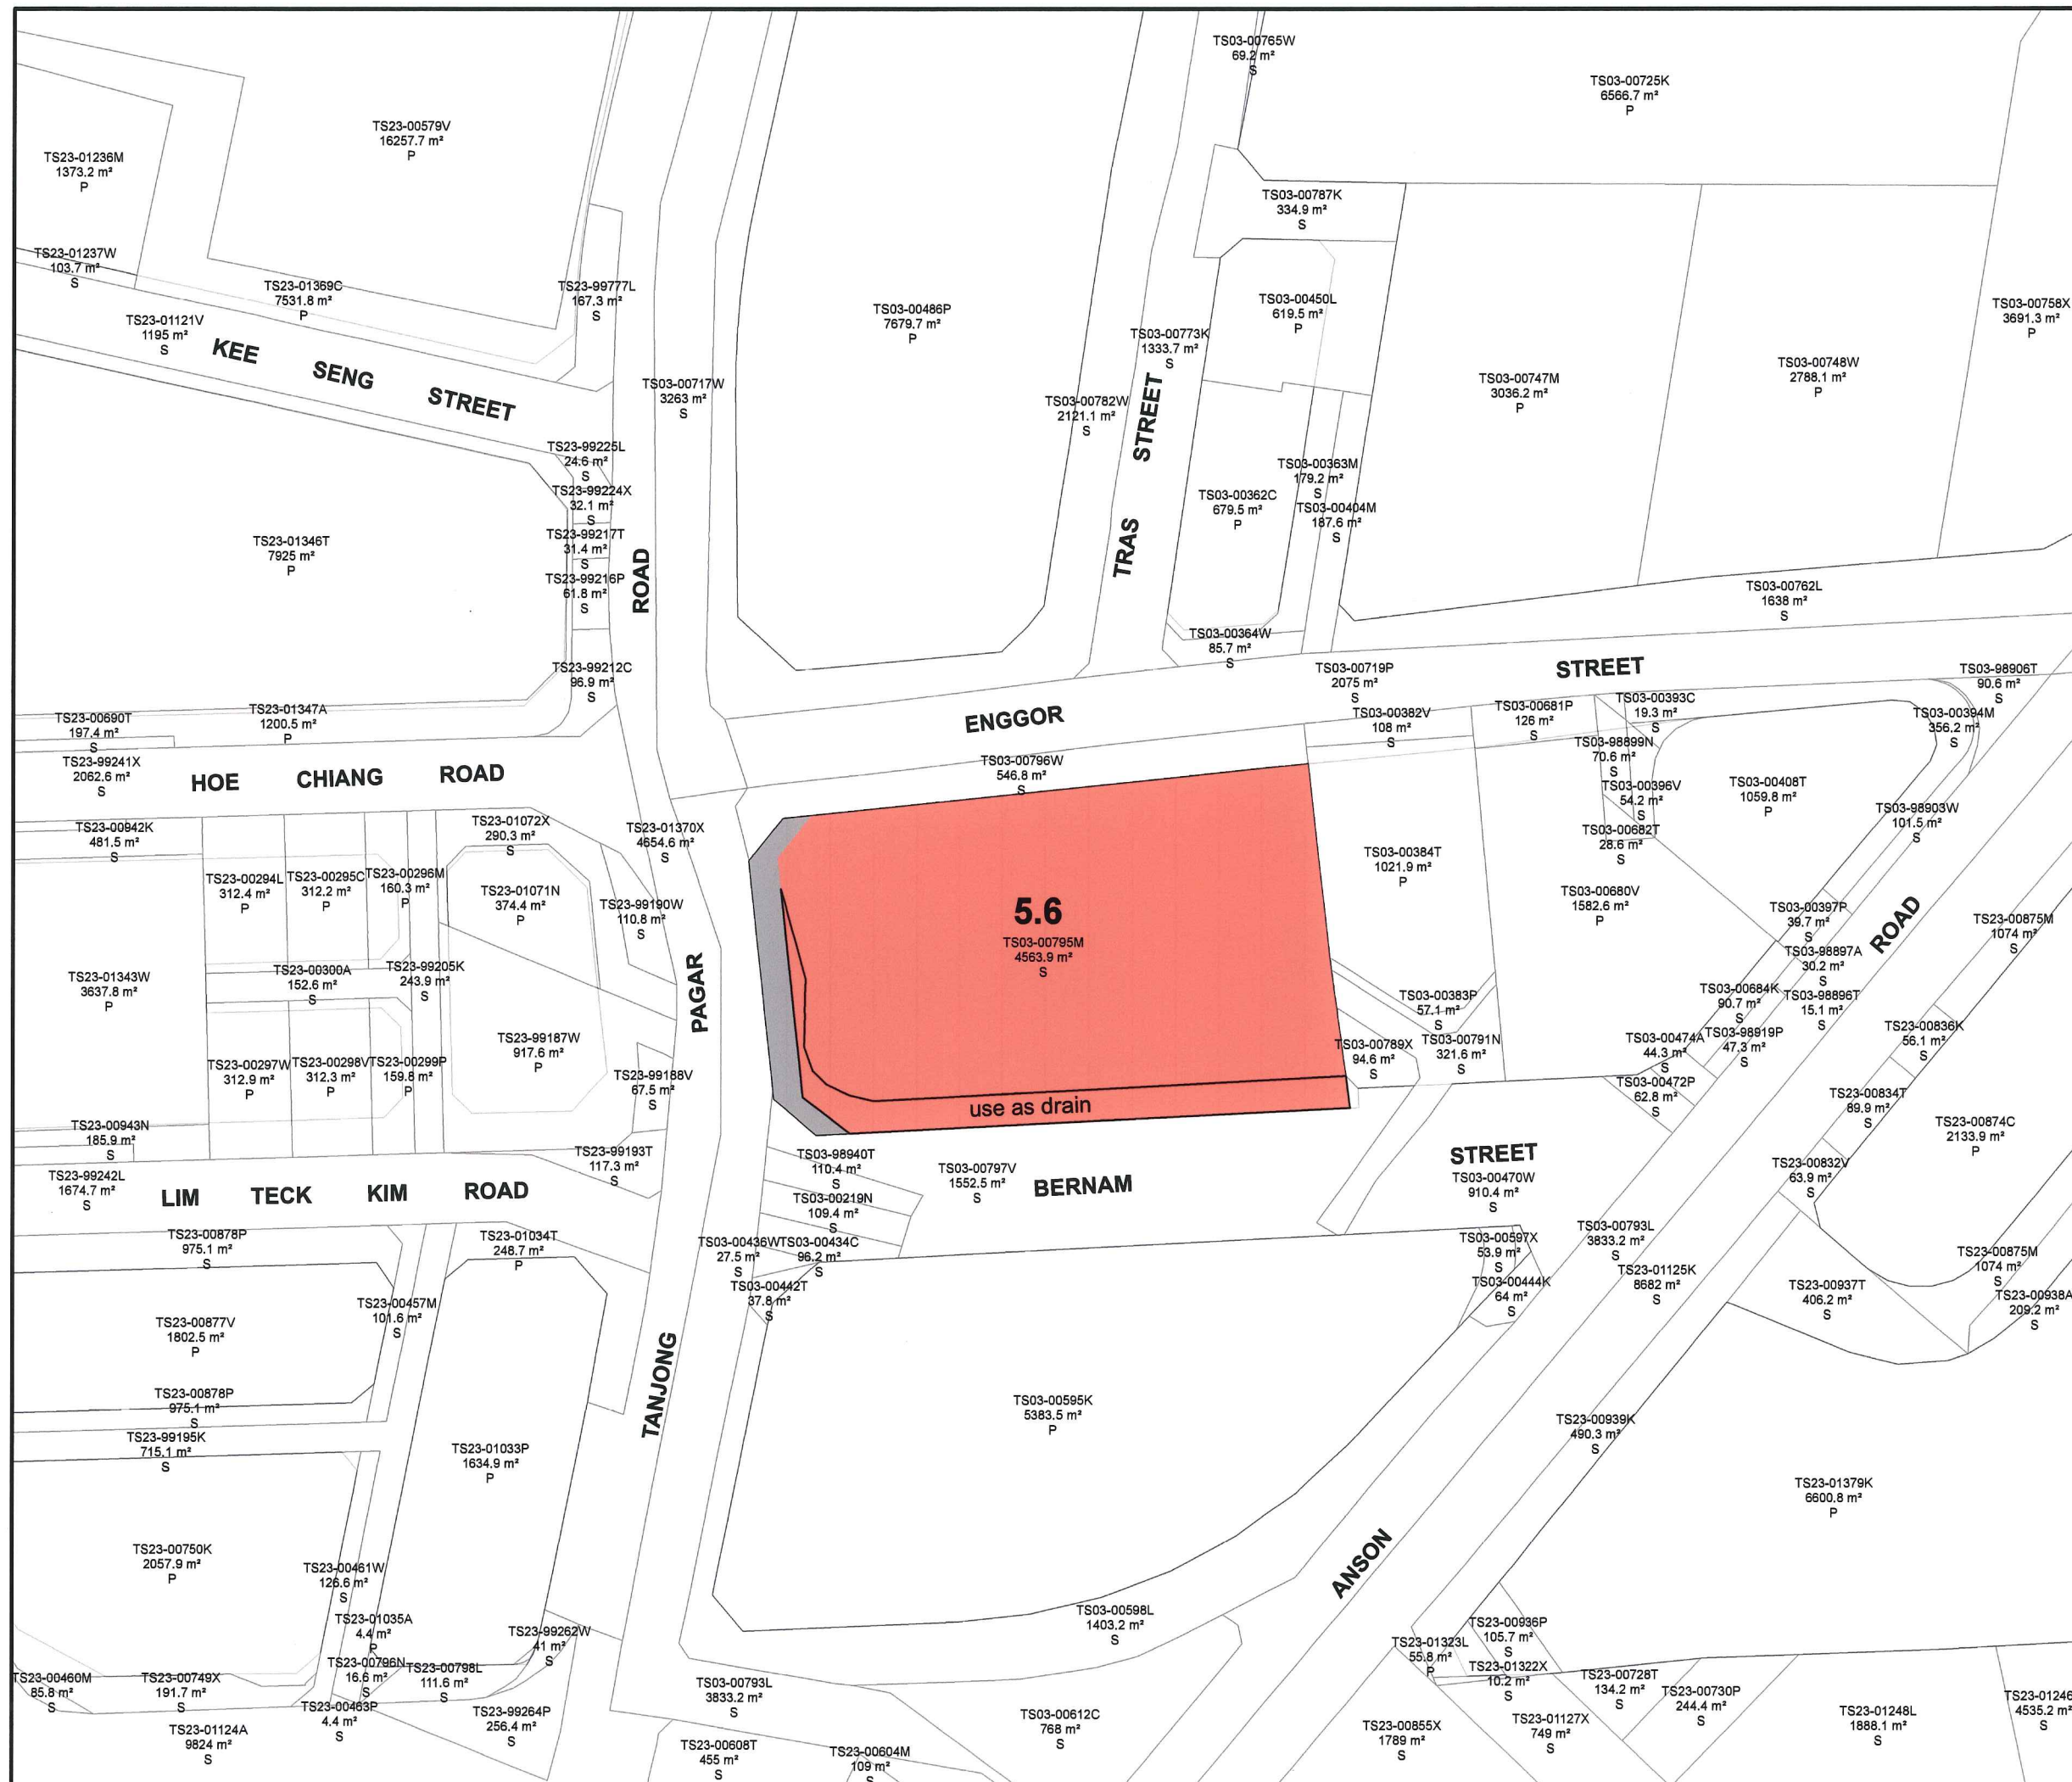 TS03-00765W
69.2 m²
S
TS03-00725K
6566.7 m²
P
TS23-00579V
16257.7 m²
P
TS23-01236M
1373.2 m²
P
TS03-00787K
334.9 m²
S
TS23-01237W
103.7 m²
S
TS23-01369C
7531.8 m²
P
TS23-99777L
167.3 m²
S
TS03-00486P
7679.7 m²
P
TS03-00450L
619.5 m²
P
TS03-00758X
3691.3 m²
P
TS23-01121V
1195 m²
S
KEE SENG STREET
TS03-00773K
1333.7 m²
S
TS03-00717W
3263 m²
S
TS03-00782W
2121.1 m²
S
TRAS STREET
TS03-00747M
3036.2 m²
P
TS03-00748W
2788.1 m²
P
TS23-99225L
24.6 m²
S
TS23-99224X
32.1 m²
S
TS23-99217T
31.4 m²
S
TS23-99216P
61.8 m²
S
TS03-00363M
179.2 m²
S
TS03-00362C
679.5 m²
P
TS03-00404M
187.6 m²
S
TS23-01346T
7925 m²
P
ROAD
TS03-00762L
1638 m²
S
TS03-00364W
85.7 m²
S
TS23-99212C
96.9 m²
S
TS03-00719P
2075 m²
S
STREET
TS03-98906T
90.6 m²
S
TS23-00690T
197.4 m²
S
TS23-01347A
1200.5 m²
P
ENGGOR
TS03-00382V
108 m²
S
TS03-00681P
126 m²
S
TS03-00393C
19.3 m²
S
TS03-00394M
356.2 m²
S
TS23-99241X
2062.6 m²
S
HOE CHIANG ROAD
TS03-00796W
546.8 m²
S
TS03-98899N
70.6 m²
S
TS03-00396V
54.2 m²
S
TS03-00408T
1059.8 m²
P
TS03-98903W
101.5 m²
S
TS23-00942K
481.5 m²
S
TS23-01072X
290.3 m²
S
TS23-01370X
4654.6 m²
S
TS03-00682T
28.6 m²
S
TS03-00384T
1021.9 m²
P
TS23-00294L
312.4 m²
P
TS23-00295C
312.2 m²
P
TS23-00296M
160.3 m²
P
TS23-01071N
374.4 m²
P
TS23-99190W
110.8 m²
S
5.6
TS03-00795M
4563.9 m²
S
TS03-00680V
1582.6 m²
P
TS03-00397P
39.7 m²
S
ROAD
TS23-00875M
1074 m²
S
TS23-01343W
3637.8 m²
P
TS23-00300A
152.6 m²
S
TS23-99205K
243.9 m²
S
PAGAR
TS03-98897A
30.2 m²
S
TS03-00383P
57.1 m²
S
TS03-00684K
90.7 m²
S
TS03-98896T
15.1 m²
S
TS23-00297W
312.9 m²
P
TS23-00298V
312.3 m²
P
TS23-00299P
159.8 m²
P
TS23-99187W
917.6 m²
P
TS23-99188V
67.5 m²
S
TS03-00789X
94.6 m²
S
TS03-00791N
321.6 m²
S
TS03-00474A
44.3 m²
S
TS03-98919P
47.3 m²
S
TS23-00836K
56.1 m²
S
use as drain
TS03-00472P
62.8 m²
S
TS23-00834T
89.9 m²
S
TS23-00874C
2133.9 m²
P
TS23-00943N
185.9 m²
S
TS23-99193T
117.3 m²
S
TS03-98940T
110.4 m²
S
TS03-00797V
1552.5 m²
S
BERNAM
STREET
TS03-00470W
910.4 m²
S
TS23-00832V
63.9 m²
S
TS23-99242L
1674.7 m²
S
LIM TECK KIM ROAD
TS03-00219N
109.4 m²
S
TS23-00878P
975.1 m²
S
TS23-01034T
248.7 m²
P
TS03-00436W
27.5 m²
S
TS03-00434C
96.2 m²
S
TS03-00597X
53.9 m²
S
TS03-00793L
3833.2 m²
S
TS03-00442T
37.8 m²
S
TS03-00444K
64 m²
S
TS23-01125K
8682 m²
S
TS23-00937T
406.2 m²
S
TS23-00875M
1074 m²
S
TS23-00938A
209.2 m²
S
TS23-00457M
101.6 m²
S
TS23-00877V
1802.5 m²
P
TANJONG
TS23-00878P
975.1 m²
S
TS03-00595K
5383.5 m²
P
TS23-99195K
715.1 m²
S
TS23-01033P
1634.9 m²
P
TS23-00939K
490.3 m²
S
TS23-01379K
6600.8 m²
P
TS23-00750K
2057.9 m²
P
TS23-00461W
126.6 m²
S
ANSON
TS23-01035A
4.4 m²
P
TS23-99262W
41 m²
S
TS03-00598L
1403.2 m²
S
TS23-00936P
105.7 m²
S
TS23-01323L
55.8 m²
P
TS23-00460M
85.8 m²
S
TS23-00749X
191.7 m²
S
TS23-00796N
16.6 m²
S
TS23-00798L
111.6 m²
S
TS03-00793L
3833.2 m²
S
TS23-01322X
10.2 m²
S
TS23-00728T
134.2 m²
S
TS23-00730P
244.4 m²
S
TS23-01246
4535.2 m²
S
TS23-01124A
9824 m²
S
TS23-00463P
4.4 m²
S
TS23-99264P
256.4 m²
S
TS03-00612C
768 m²
S
TS23-00855X
1789 m²
S
TS23-01127X
749 m²
S
TS23-01248L
1888.1 m²
S
TS23-00608T
455 m²
S
TS23-00604M
109 m²
S